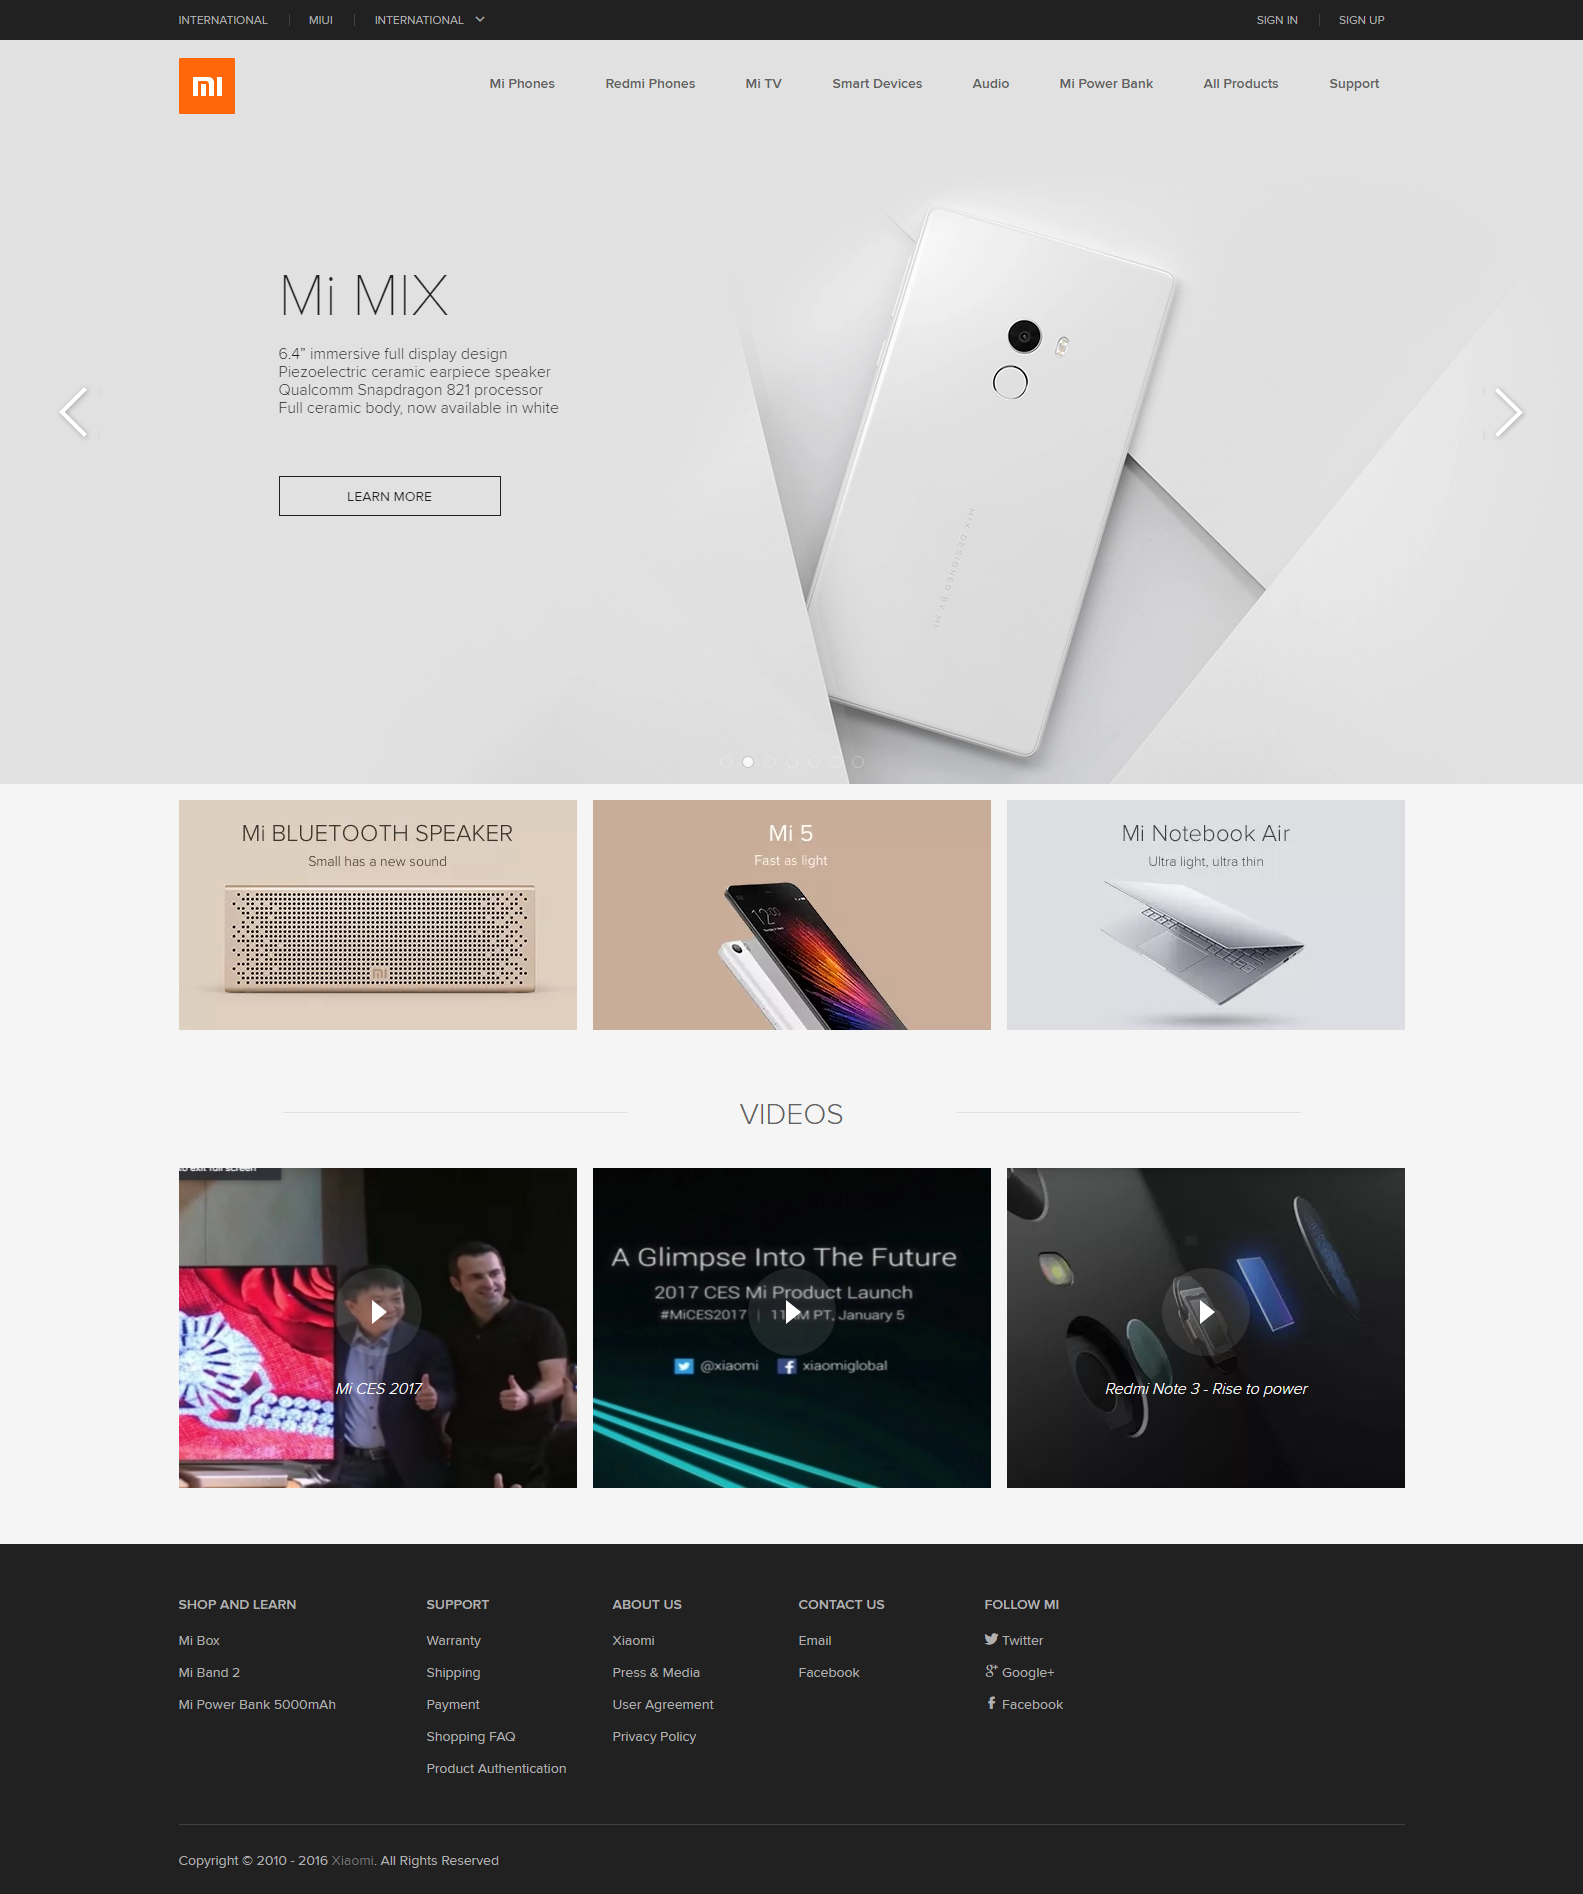 INTERNATIONAL MIUI INTERNATIONAL SIGN IN SIGN UP
mi Mi Phones Redmi Phones Mi TV Smart Devices Audio Mi Power Bank All Products Support
Mi MIX
6.4” immersive full display design
Piezoelectric ceramic earpiece speaker
Qualcomm Snapdragon 821 processor
Full ceramic body, now available in white
LEARN MORE
MIX DESIGNED BY MI
Mi BLUETOOTH SPEAKER
Small has a new sound
mi
Mi 5
Fast as light
12:00
Mi Notebook Air
Ultra light, ultra thin
VIDEOS
to exit full screen
Mi CES 2017
A Glimpse Into The Future
2017 CES Mi Product Launch
#MiCES2017 | PT, January 5
@xiaomi xiaomiglobal
Redmi Note 3 - Rise to power
SHOP AND LEARN
Mi Box
Mi Band 2
Mi Power Bank 5000mAh
SUPPORT
Warranty
Shipping
Payment
Shopping FAQ
Product Authentication
ABOUT US
Xiaomi
Press & Media
User Agreement
Privacy Policy
CONTACT US
Email
Facebook
FOLLOW MI
Twitter
Google+
Facebook
Copyright © 2010 - 2016 Xiaomi. All Rights Reserved